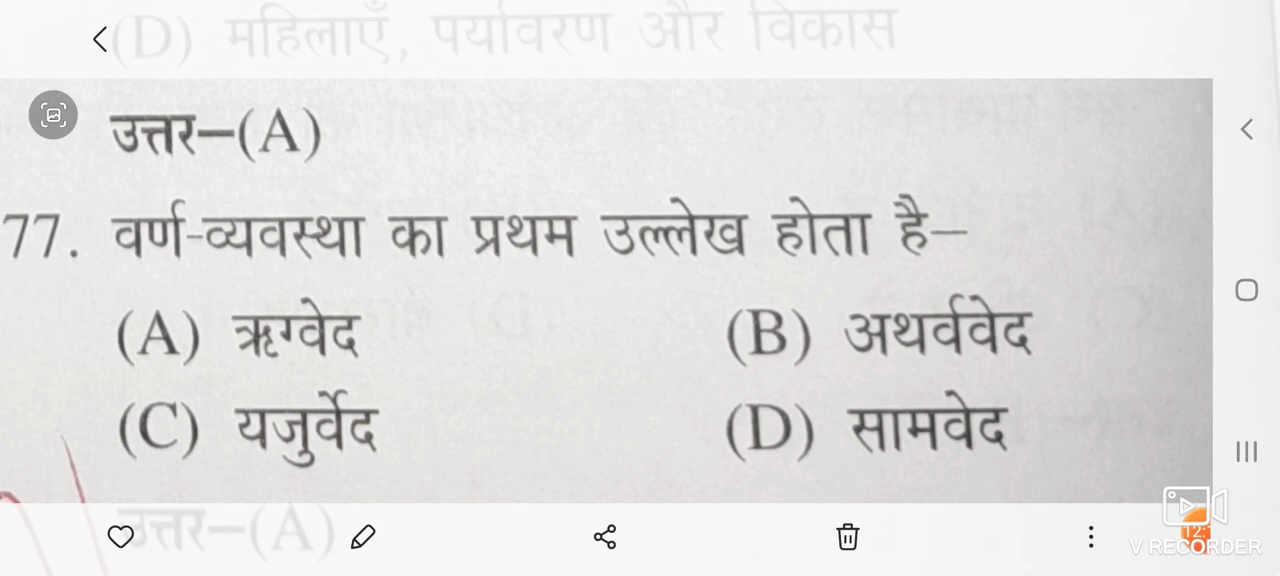 (D) महिलाएँ, पर्यावरण और विकास
उत्तर–(A)
77. वर्ण-व्यवस्था का प्रथम उल्लेख होता है–
(A) ऋग्वेद (B) अथर्ववेद
(C) यजुर्वेद (D) सामवेद
उत्तर–(A)
V RECORDER